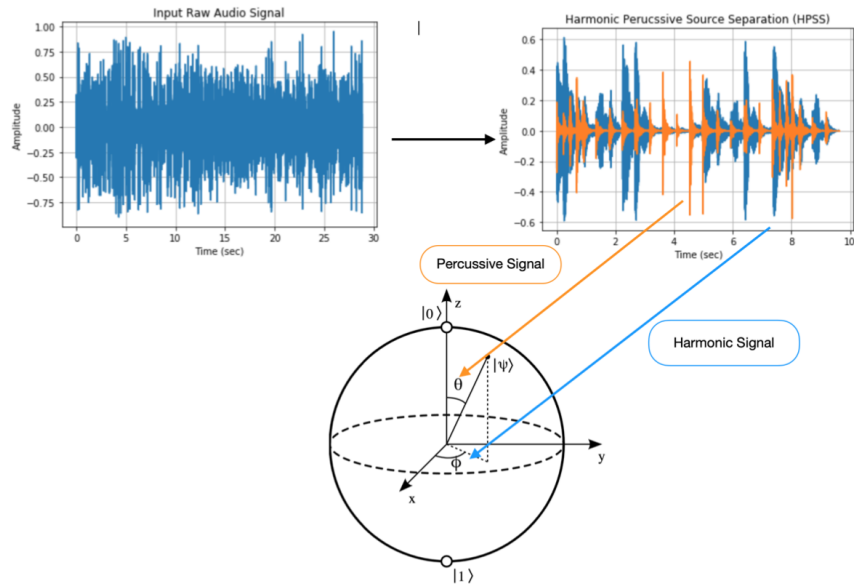 Input Raw Audio Signal
1.00
0.75
0.50
0.25
0.00
−0.25
−0.50
−0.75
Amplitude
0 5 10 15 20 25 30
Time (sec)
|
Harmonic Perucssive Source Separation (HPSS)
0.6
0.4
0.2
0.0
−0.2
−0.4
−0.6
Amplitude
0 2 4 6 8 10
Time (sec)
Percussive Signal
Harmonic Signal
z
|0⟩
|ψ⟩
θ
ϕ
y
x
|1⟩